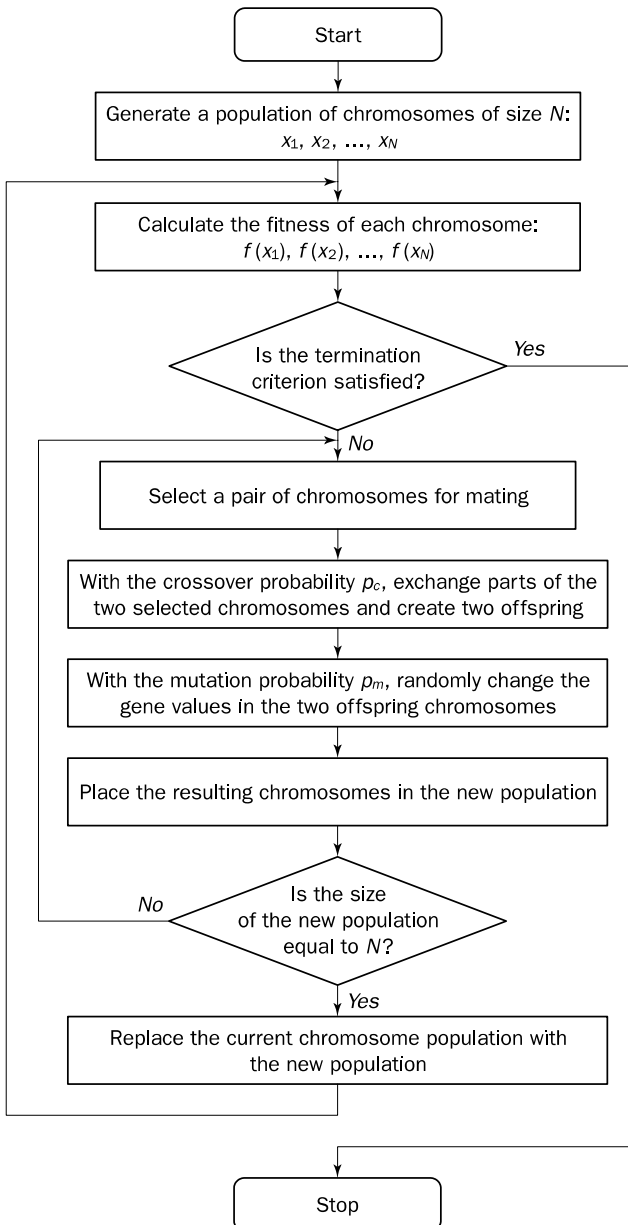 Start
Generate a population of chromosomes of size N:
x₁, x₂, ..., x_N
Calculate the fitness of each chromosome:
f (x₁), f (x₂), ..., f (x_N)
Is the termination
criterion satisfied?
Yes
No
Select a pair of chromosomes for mating
With the crossover probability p_c, exchange parts of the
two selected chromosomes and create two offspring
With the mutation probability p_m, randomly change the
gene values in the two offspring chromosomes
Place the resulting chromosomes in the new population
Is the size
of the new population
equal to N?
No
Yes
Replace the current chromosome population with
the new population
Stop